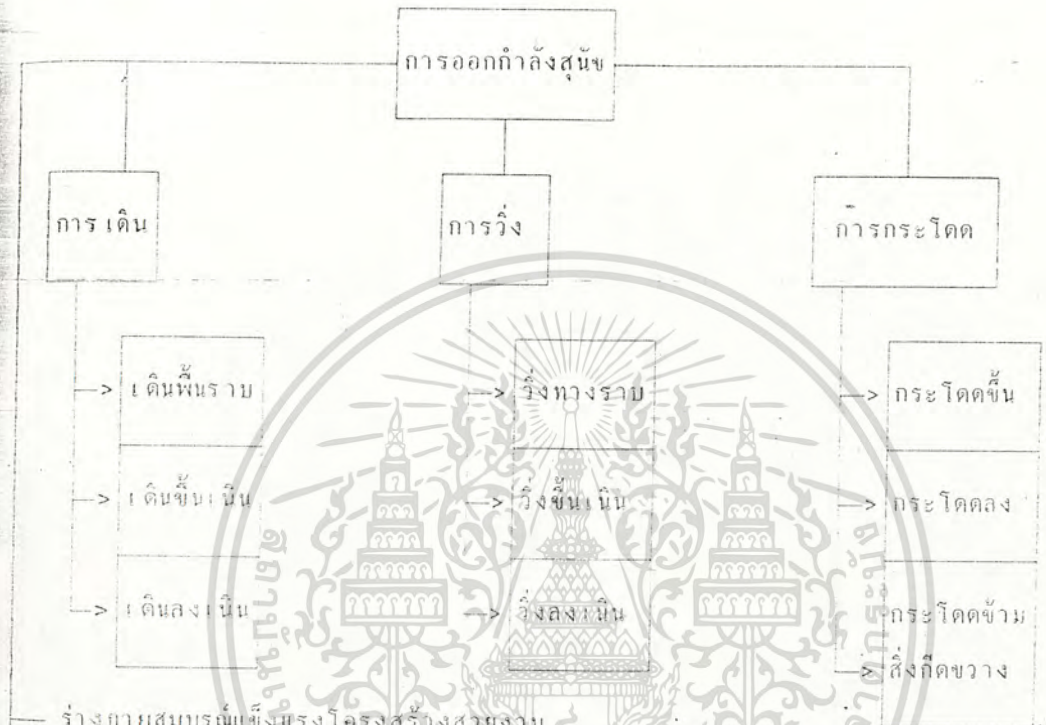 การออกกำลังสุนัข
การเดิน
การวิ่ง
การกระโดด
--> เดินพื้นราบ
--> วิ่งทางราบ
--> กระโดดขึ้น
--> เดินขึ้นเนิน
--> วิ่งขึ้นเนิน
--> กระโดดลง
--> เดินลงเนิน
--> วิ่งลงเนิน
กระโดดข้าม
--> สิ่งกีดขวาง
ร่างกายสมบูรณ์แข็งแรงโครงสร้างสวยงาม